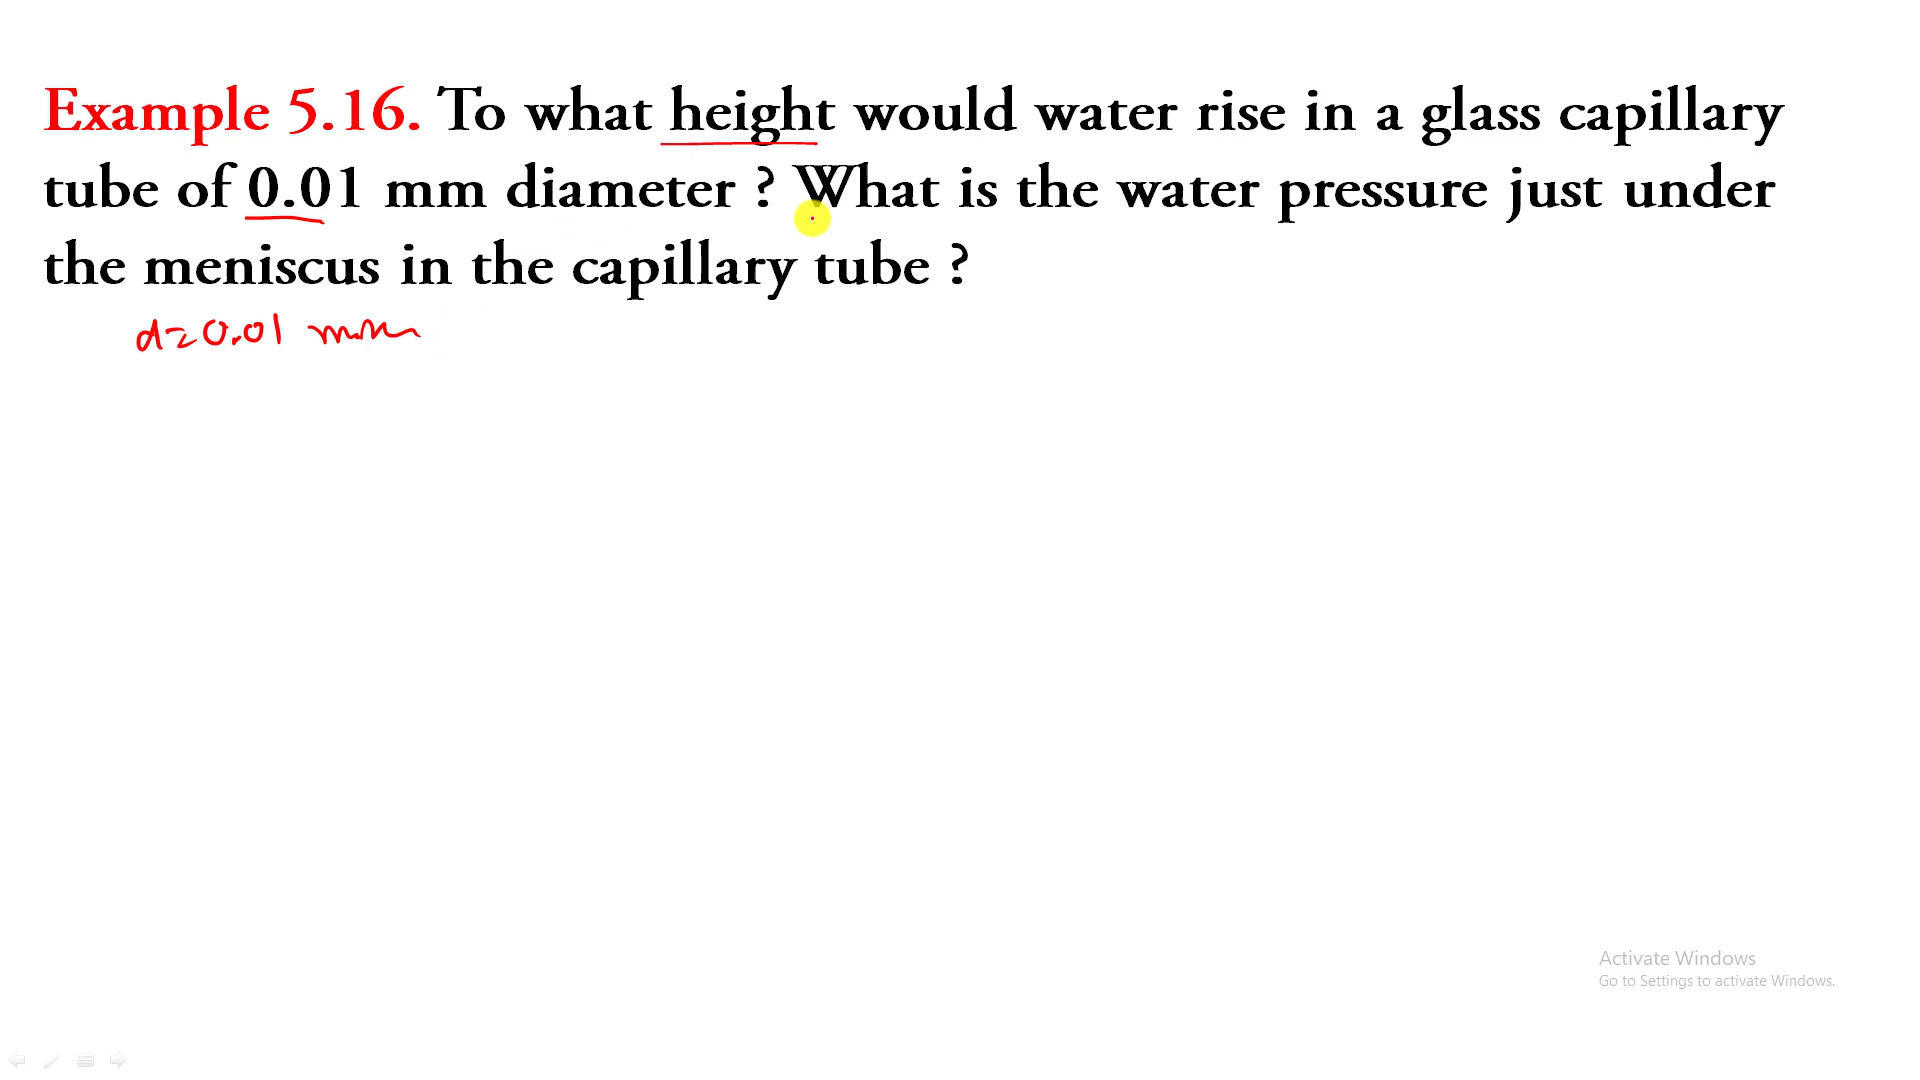 Example 5.16. To what height would water rise in a glass capillary
tube of 0.01 mm diameter ? What is the water pressure just under
the meniscus in the capillary tube ?
d=0.01 mm
Activate Windows
Go to Settings to activate Windows.